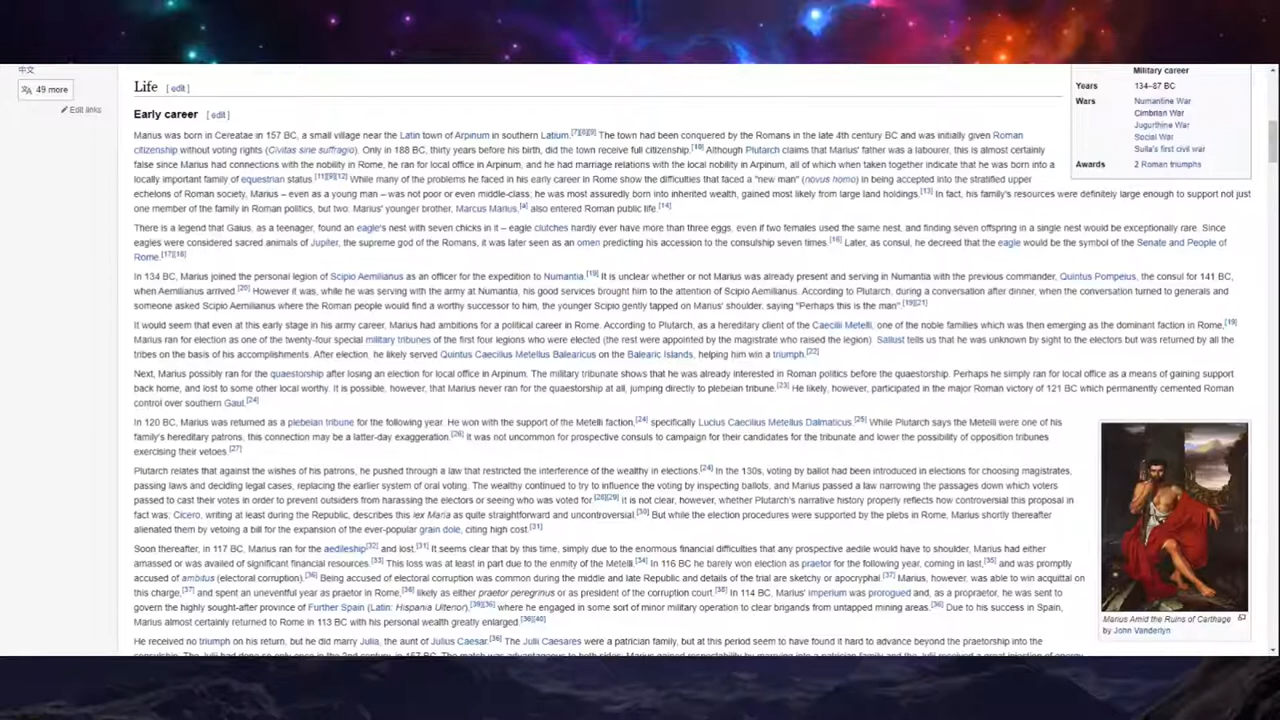 中文
49 more
Edit links
Military career
Years 134–87 BC
Wars Numantine War
Cimbrian War
Jugurthine War
Social War
Sulla's first civil war
Awards 2 Roman triumphs
Life [ edit ]
Early career [ edit ]
Marius was born in Cereatae in 157 BC, a small village near the Latin town of Arpinum in southern Latium.[7][8][9] The town had been conquered by the Romans in the late 4th century BC and was initially given Roman
citizenship without voting rights (Civitas sine suffragio). Only in 188 BC, thirty years before his birth, did the town receive full citizenship.[10] Although Plutarch claims that Marius' father was a labourer, this is almost certainly
false since Marius had connections with the nobility in Rome, he ran for local office in Arpinum, and he had marriage relations with the local nobility in Arpinum, all of which when taken together indicate that he was born into a
locally important family of equestrian status.[11][9][12] While many of the problems he faced in his early career in Rome show the difficulties that faced a "new man" (novus homo) in being accepted into the stratified upper
echelons of Roman society, Marius – even as a young man – was not poor or even middle-class; he was most assuredly born into inherited wealth, gained most likely from large land holdings.[13] In fact, his family's resources were definitely large enough to support not just
one member of the family in Roman politics, but two: Marius' younger brother, Marcus Marius,[4] also entered Roman public life.[14]
There is a legend that Gaius, as a teenager, found an eagle's nest with seven chicks in it – eagle clutches hardly ever have more than three eggs, even if two females used the same nest, and finding seven offspring in a single nest would be exceptionally rare. Since
eagles were considered sacred animals of Jupiter, the supreme god of the Romans, it was later seen as an omen predicting his accession to the consulship seven times.[16] Later, as consul, he decreed that the eagle would be the symbol of the Senate and People of
Rome.[17][18]
In 134 BC, Marius joined the personal legion of Scipio Aemilianus as an officer for the expedition to Numantia.[19] It is unclear whether or not Marius was already present and serving in Numantia with the previous commander, Quintus Pompeius, the consul for 141 BC,
when Aemilianus arrived.[20] However it was, while he was serving with the army at Numantia, his good services brought him to the attention of Scipio Aemilianus. According to Plutarch, during a conversation after dinner, when the conversation turned to generals and
someone asked Scipio Aemilianus where the Roman people would find a worthy successor to him, the younger Scipio gently tapped on Marius' shoulder, saying "Perhaps this is the man".[19][21]
It would seem that even at this early stage in his army career, Marius had ambitions for a political career in Rome. According to Plutarch, as a hereditary client of the Caecilii Metelli, one of the noble families which was then emerging as the dominant faction in Rome,[19]
Marius ran for election as one of the twenty-four special military tribunes of the first four legions who were elected (the rest were appointed by the magistrate who raised the legion). Sallust tells us that he was unknown by sight to the electors but was returned by all the
tribes on the basis of his accomplishments. After election, he likely served Quintus Caecilius Metellus Balearicus on the Balearic Islands, helping him win a triumph.[22]
Next, Marius possibly ran for the quaestorship after losing an election for local office in Arpinum. The military tribunate shows that he was already interested in Roman politics before the quaestorship. Perhaps he simply ran for local office as a means of gaining support
back home, and lost to some other local worthy. It is possible, however, that Marius never ran for the quaestorship at all, jumping directly to plebeian tribune.[23] He likely, however, participated in the major Roman victory of 121 BC which permanently cemented Roman
control over southern Gaul.[24]
In 120 BC, Marius was returned as a plebeian tribune for the following year. He won with the support of the Metelli faction,[24] specifically Lucius Caecilius Metellus Dalmaticus.[25] While Plutarch says the Metelli were one of his
family's hereditary patrons, this connection may be a latter-day exaggeration.[26] It was not uncommon for prospective consuls to campaign for their candidates for the tribunate and lower the possibility of opposition tribunes
exercising their vetoes.[27]
Plutarch relates that against the wishes of his patrons, he pushed through a law that restricted the interference of the wealthy in elections.[24] In the 130s, voting by ballot had been introduced in elections for choosing magistrates,
passing laws and deciding legal cases, replacing the earlier system of oral voting. The wealthy continued to try to influence the voting by inspecting ballots, and Marius passed a law narrowing the passages down which voters
passed to cast their votes in order to prevent outsiders from harassing the electors or seeing who was voted for.[28][29] It is not clear, however, whether Plutarch's narrative history properly reflects how controversial this proposal in
fact was; Cicero, writing at least during the Republic, describes this lex Maria as quite straightforward and uncontroversial.[30] But while the election procedures were supported by the plebs in Rome, Marius shortly thereafter
alienated them by vetoing a bill for the expansion of the ever-popular grain dole, citing high cost.[31]
Soon thereafter, in 117 BC, Marius ran for the aedileship[32] and lost.[31] It seems clear that by this time, simply due to the enormous financial difficulties that any prospective aedile would have to shoulder, Marius had either
amassed or was availed of significant financial resources.[33] This loss was at least in part due to the enmity of the Metelli.[34] In 116 BC he barely won election as praetor for the following year, coming in last,[35] and was promptly
accused of ambitus (electoral corruption).[36] Being accused of electoral corruption was common during the middle and late Republic and details of the trial are sketchy or apocryphal.[37] Marius, however, was able to win acquittal on
this charge,[37] and spent an uneventful year as praetor in Rome,[38] likely as either praetor peregrinus or as president of the corruption court.[38] In 114 BC, Marius' imperium was prorogued and, as a propraetor, he was sent to
govern the highly sought-after province of Further Spain (Latin: Hispania Ulterior),[39][36] where he engaged in some sort of minor military operation to clear brigands from untapped mining areas.[36] Due to his success in Spain,
Marius almost certainly returned to Rome in 113 BC with his personal wealth greatly enlarged.[36][40]
He received no triumph on his return, but he did marry Julia, the aunt of Julius Caesar.[36] The Julii Caesares were a patrician family, but at this period seem to have found it hard to advance beyond the praetorship into the
Marius Amid the Ruins of Carthage
by John Vanderlyn